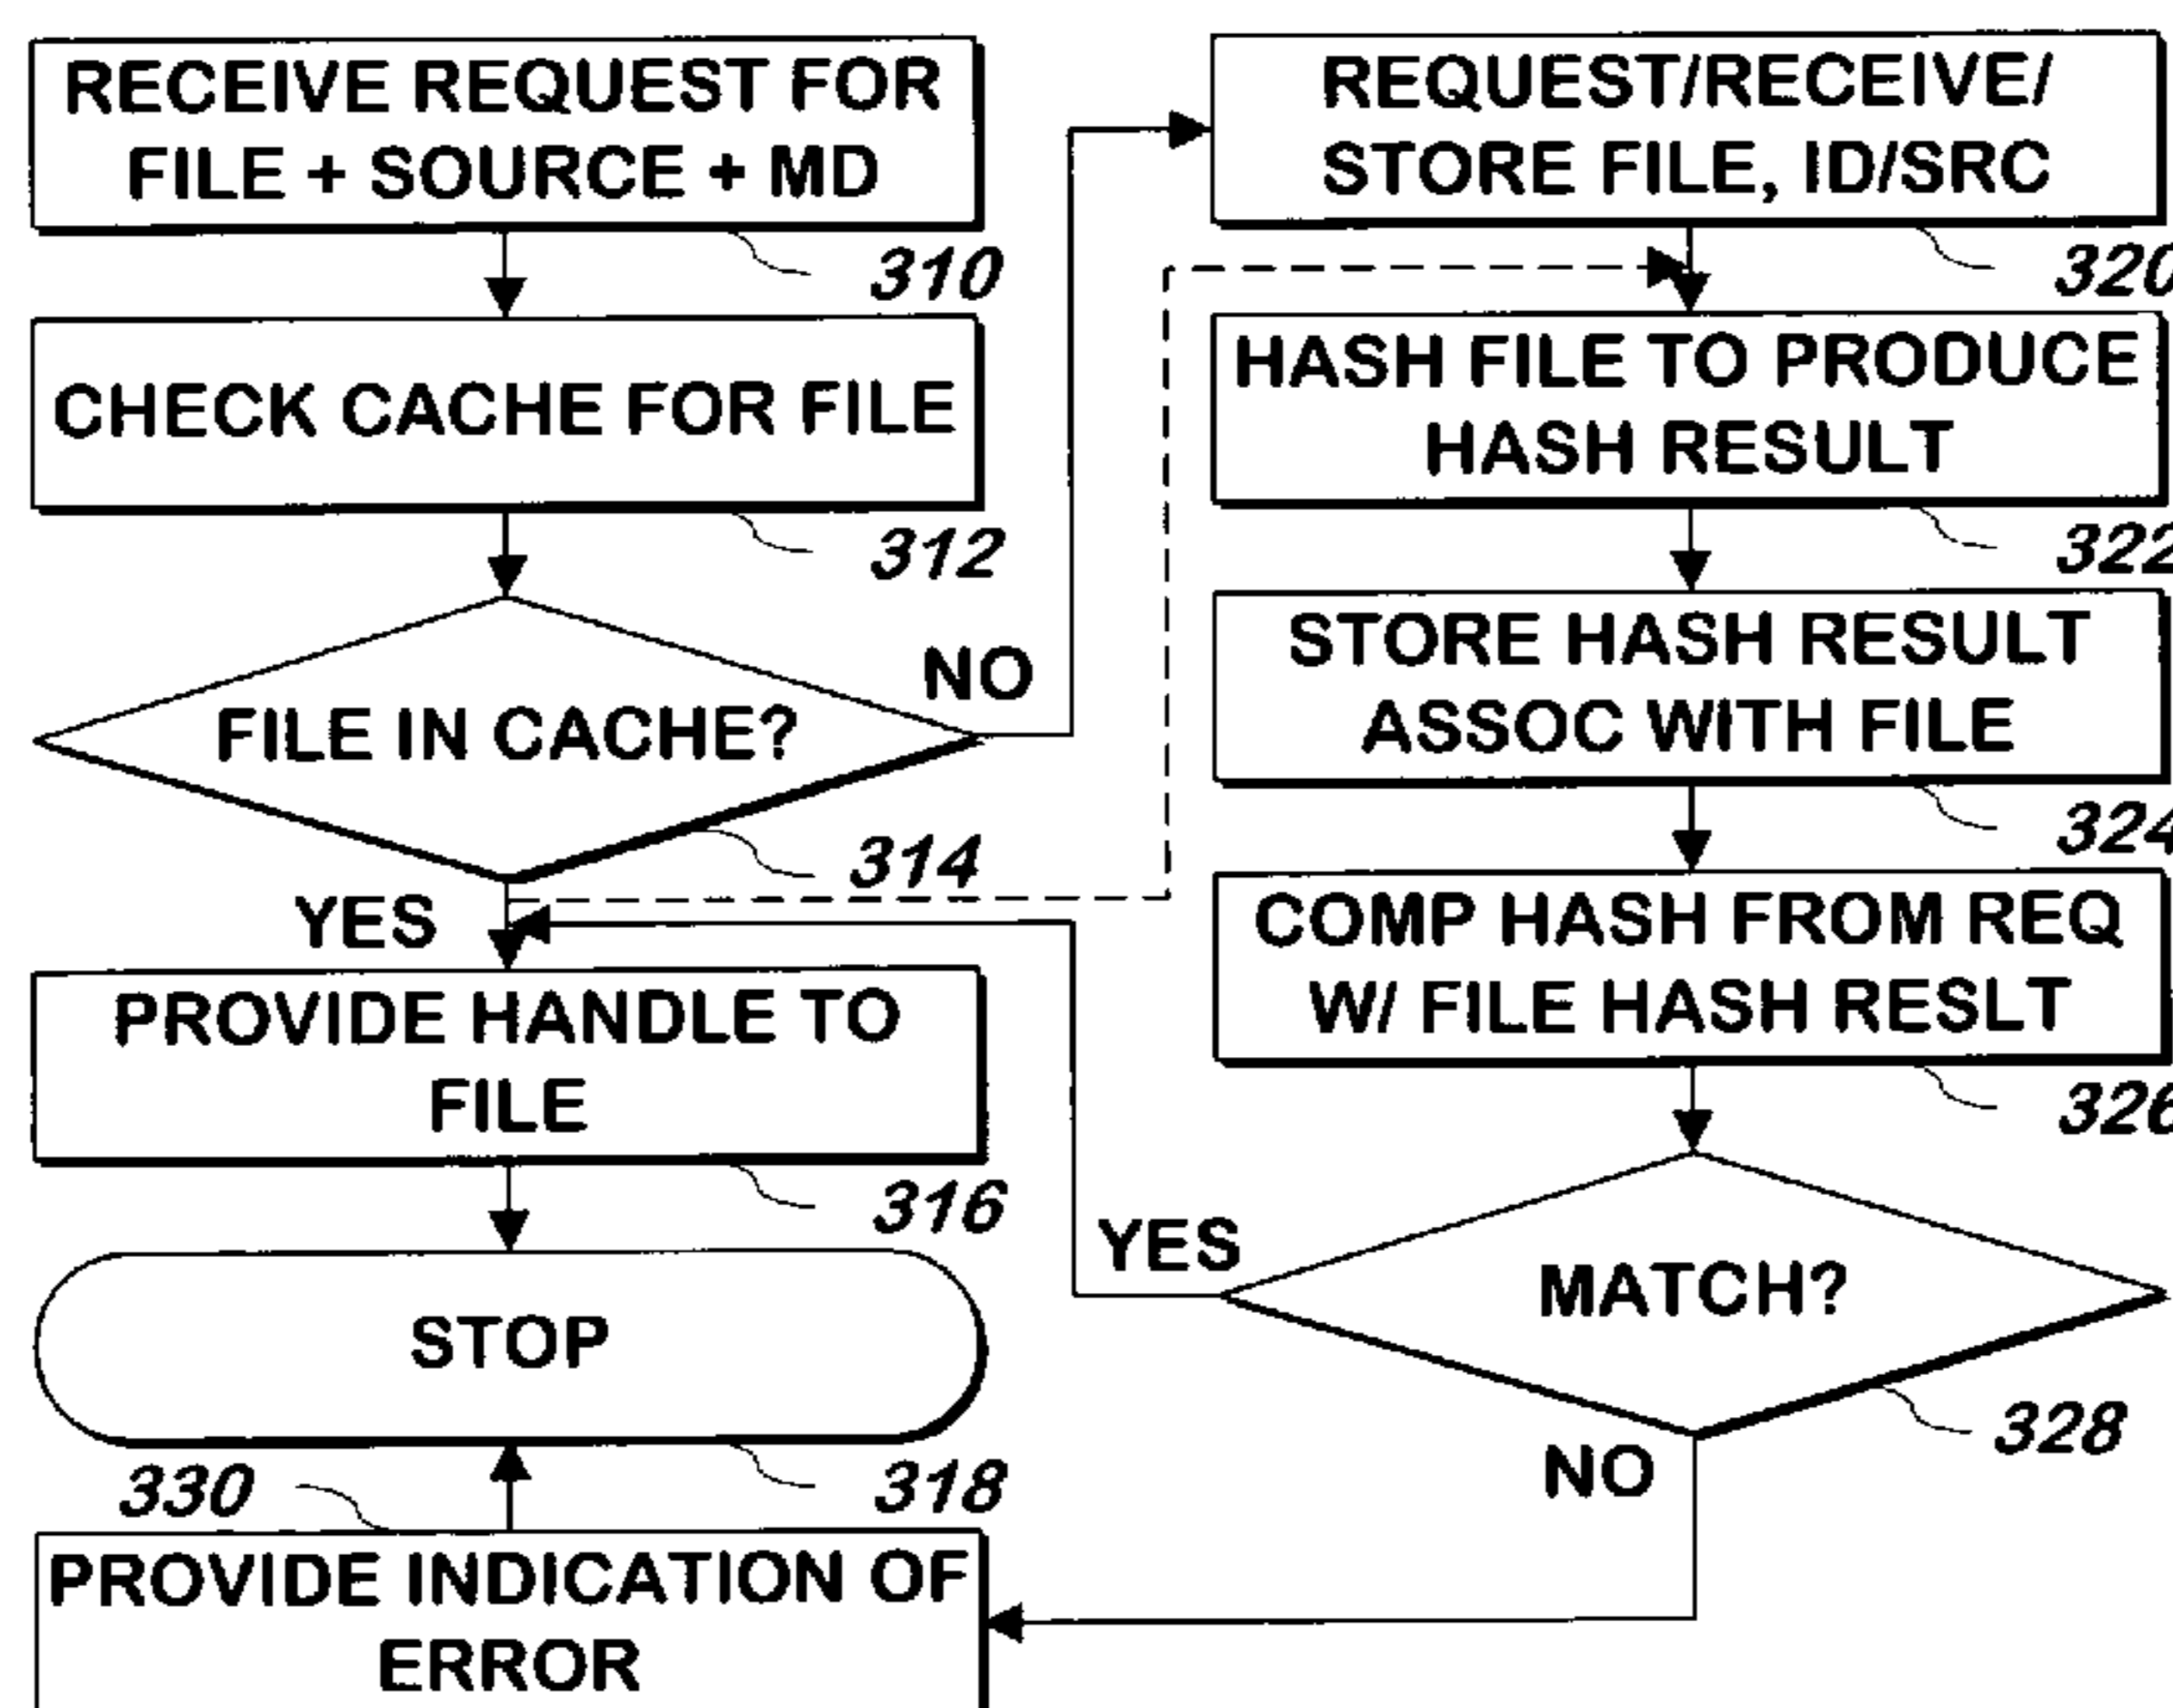 RECEIVE REQUEST FOR
FILE + SOURCE + MD
310
CHECK CACHE FOR FILE
312
FILE IN CACHE?
NO
314
YES
PROVIDE HANDLE TO
FILE
316
STOP
318
330
PROVIDE INDICATION OF
ERROR
REQUEST/RECEIVE/
STORE FILE, ID/SRC
320
HASH FILE TO PRODUCE
HASH RESULT
322
STORE HASH RESULT
ASSOC WITH FILE
324
COMP HASH FROM REQ
W/ FILE HASH RESLT
326
MATCH?
YES
328
NO